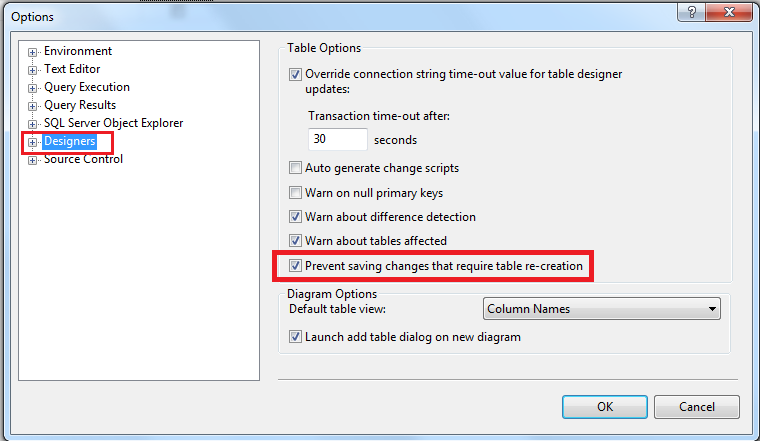 Options
?
Environment
Text Editor
Query Execution
Query Results
SQL Server Object Explorer
Designers
Source Control
Table Options
Override connection string time-out value for table designer
updates:
Transaction time-out after:
30 seconds
Auto generate change scripts
Warn on null primary keys
Warn about difference detection
Warn about tables affected
Prevent saving changes that require table re-creation
Diagram Options
Default table view: Column Names
Launch add table dialog on new diagram
OK Cancel